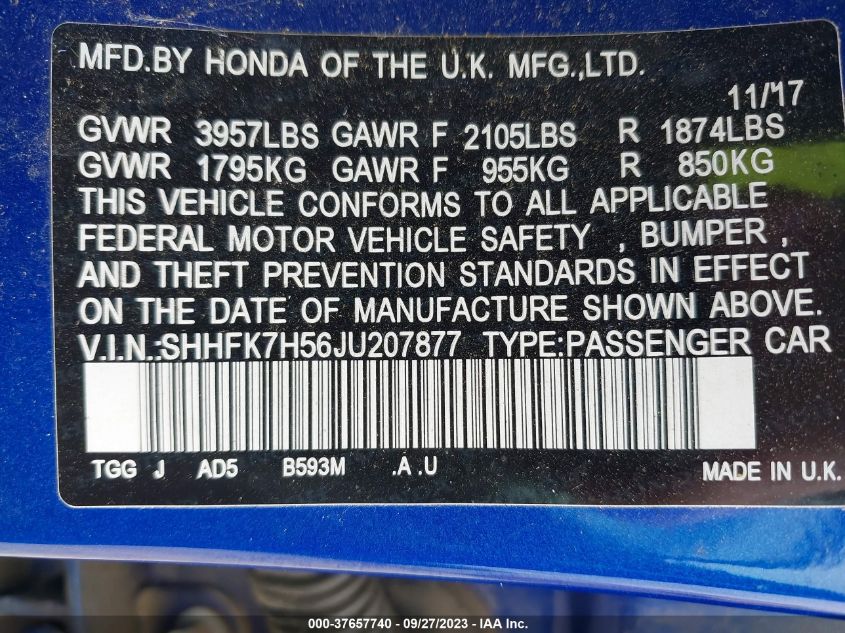 MFD.BY HONDA OF THE U.K. MFG.,LTD.
11/17
GVWR 3957LBS GAWR F 2105LBS R 1874LBS
GVWR 1795KG GAWR F 955KG R 850KG
THIS VEHICLE CONFORMS TO ALL APPLICABLE
FEDERAL MOTOR VEHICLE SAFETY , BUMPER ,
AND THEFT PREVENTION STANDARDS IN EFFECT
ON THE DATE OF MANUFACTURE SHOWN ABOVE.
V.I.N.:SHHFK7H56JU207877 TYPE:PASSENGER CAR
TGG J AD5 B593M .A .U
MADE IN U.K.
000-37657740 - 09/27/2023 - IAA Inc.